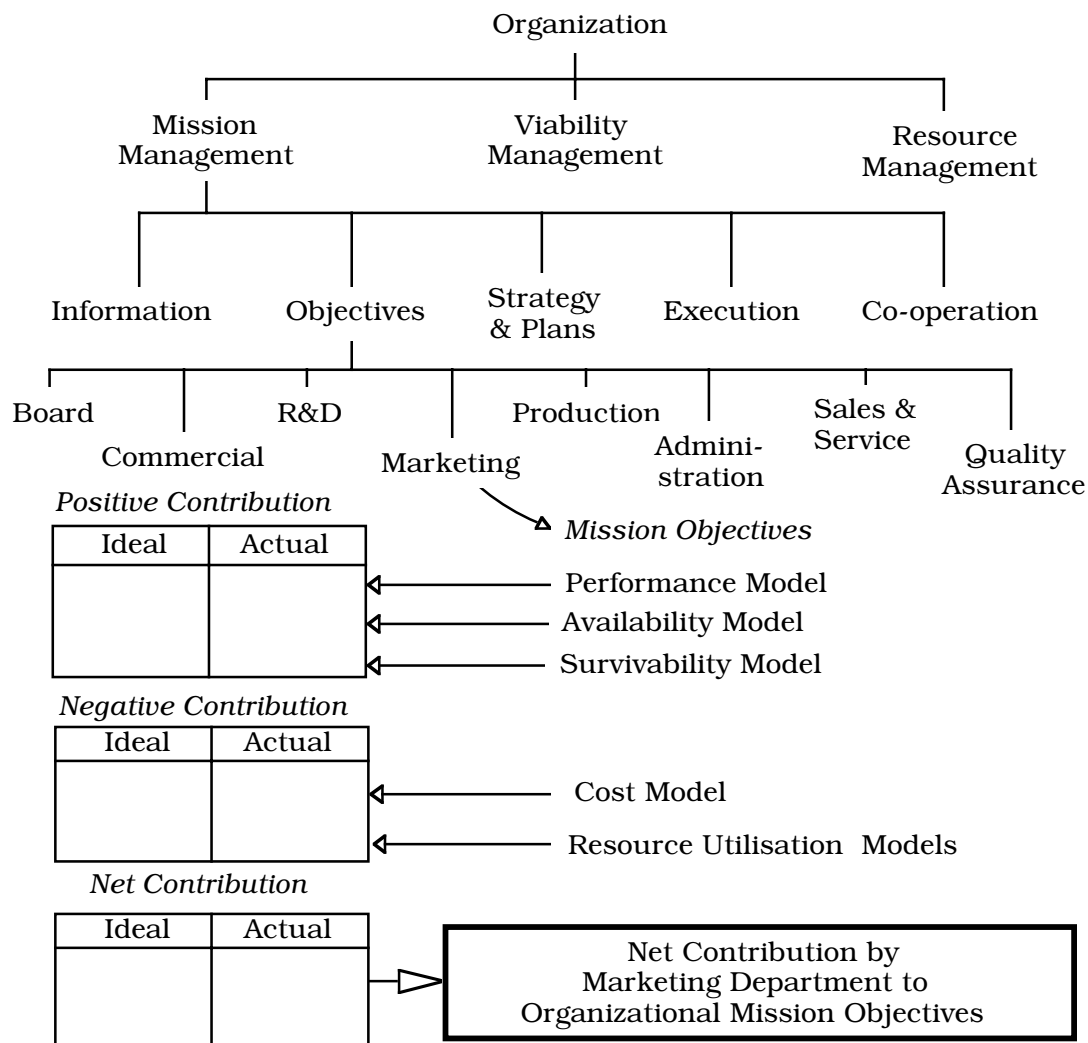 Organization
Mission
Management
Viability
Management
Resource
Management
Information
Objectives
Strategy
& Plans
Execution
Co-operation
Board
Commercial
R&D
Marketing
Production
Admini-
stration
Sales &
Service
Quality
Assurance
Positive Contribution
Ideal
Actual
Mission Objectives
Performance Model
Availability Model
Survivability Model
Negative Contribution
Ideal
Actual
Cost Model
Resource Utilisation Models
Net Contribution
Ideal
Actual
Net Contribution by
Marketing Department to
Organizational Mission Objectives